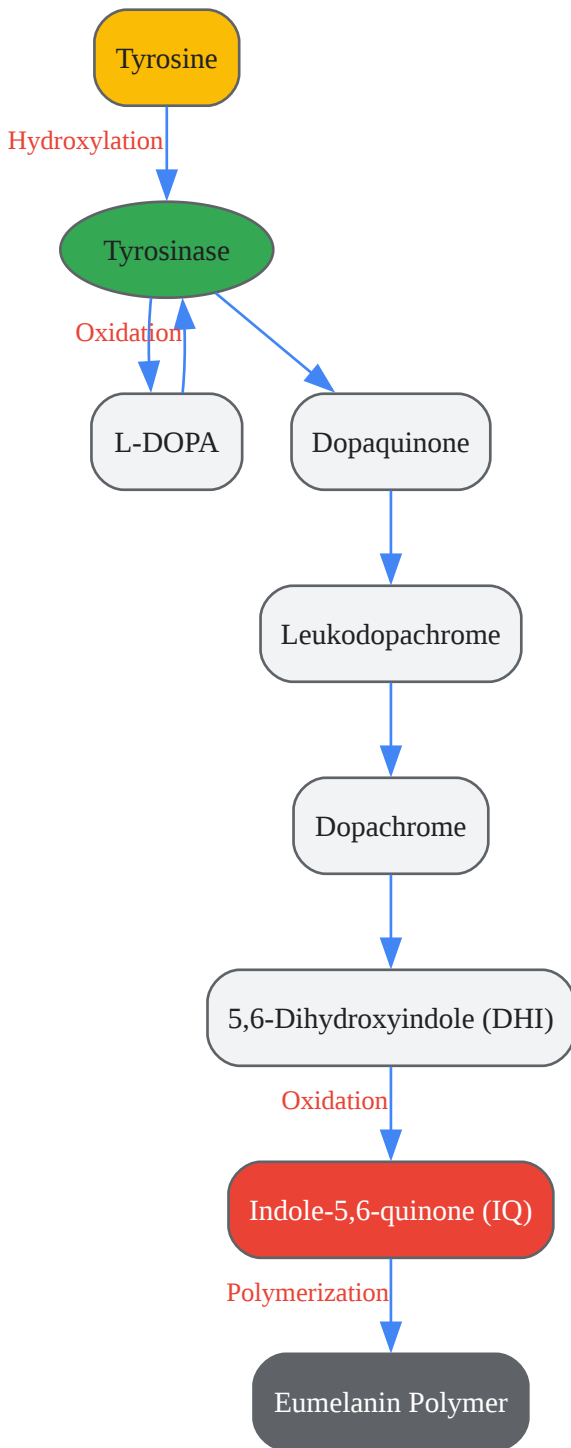 Tyrosine
Hydroxylation
Tyrosinase
Oxidation
L-DOPA
Dopaquinone
Leukodopachrome
Dopachrome
5,6-Dihydroxyindole (DHI)
Oxidation
Indole-5,6-quinone (IQ)
Polymerization
Eumelanin Polymer